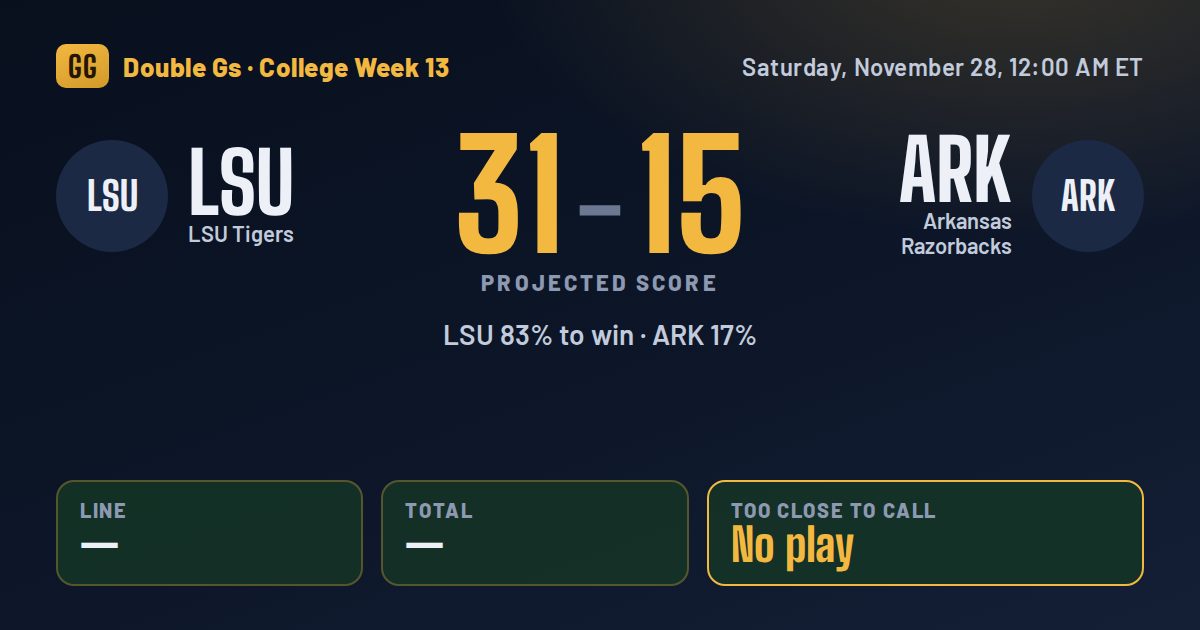 GG
Double Gs · College Week 13
Saturday, November 28, 12:00 AM ET
LSU
LSU
LSU Tigers
31 – 15
PROJECTED SCORE
LSU 83% to win · ARK 17%
ARK
Arkansas
Razorbacks
ARK
LINE
—
TOTAL
—
TOO CLOSE TO CALL
No play